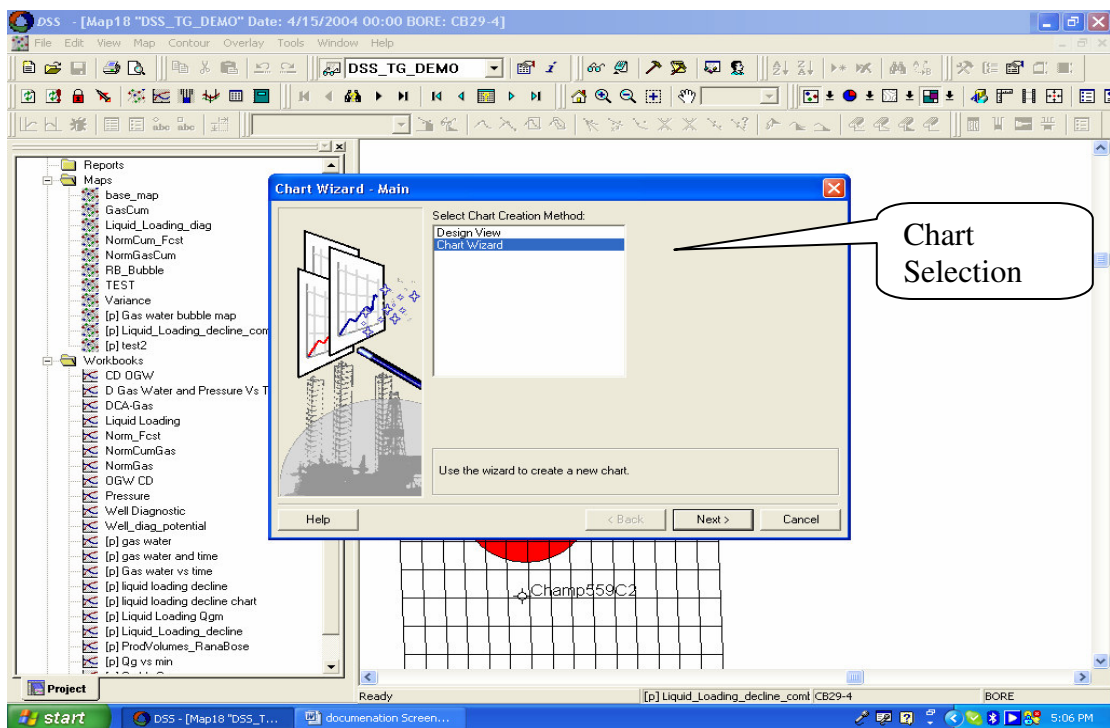 DSS - [Map18 "DSS_TG_DEMO" Date: 4/15/2004 00:00 BORE: CB29-4]
File Edit View Map Contour Overlay Tools Window Help
DSS_TG_DEMO
Reports
Maps
base_map
GasCum
Liquid_Loading_diag
NormCum_Fcst
NormGasCum
RB_Bubble
TEST
Variance
[p] Gas water bubble map
[p] Liquid_Loading_decline_com
[p] test2
Workbooks
CD OGW
D Gas Water and Pressure Vs T
DCA-Gas
Liquid Loading
Norm_Fcst
NormCumGas
NormGas
OGW CD
Pressure
Well Diagnostic
Well_diag_potential
[p] gas water
[p] gas water and time
[p] Gas water vs time
[p] liquid loading decline
[p] liquid loading decline chart
[p] Liquid Loading Qgm
[p] Liquid_Loading_decline
[p] ProdVolumes_RanaBose
[p] Qg vs min
Project
Chart Wizard - Main
Select Chart Creation Method:
Design View
Chart Wizard
Use the wizard to create a new chart.
Help
< Back
Next >
Cancel
Chart
Selection
Champ559C2
Ready
[p] Liquid_Loading_decline_comb
CB29-4
BORE
start
DSS - [Map18 "DSS_T...
documenation Screen...
5:06 PM